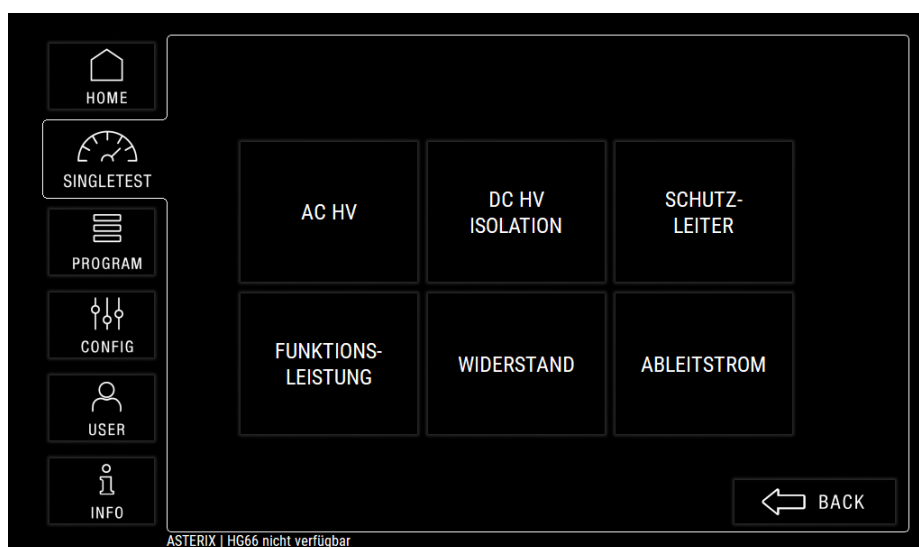 HOME
SINGLETEST
PROGRAM
CONFIG
USER
INFO
AC HV
DC HV
ISOLATION
SCHUTZ-
LEITER
FUNKTIONS-
LEISTUNG
WIDERSTAND
ABLEITSTROM
BACK
ASTERIX | HG66 nicht verfügbar